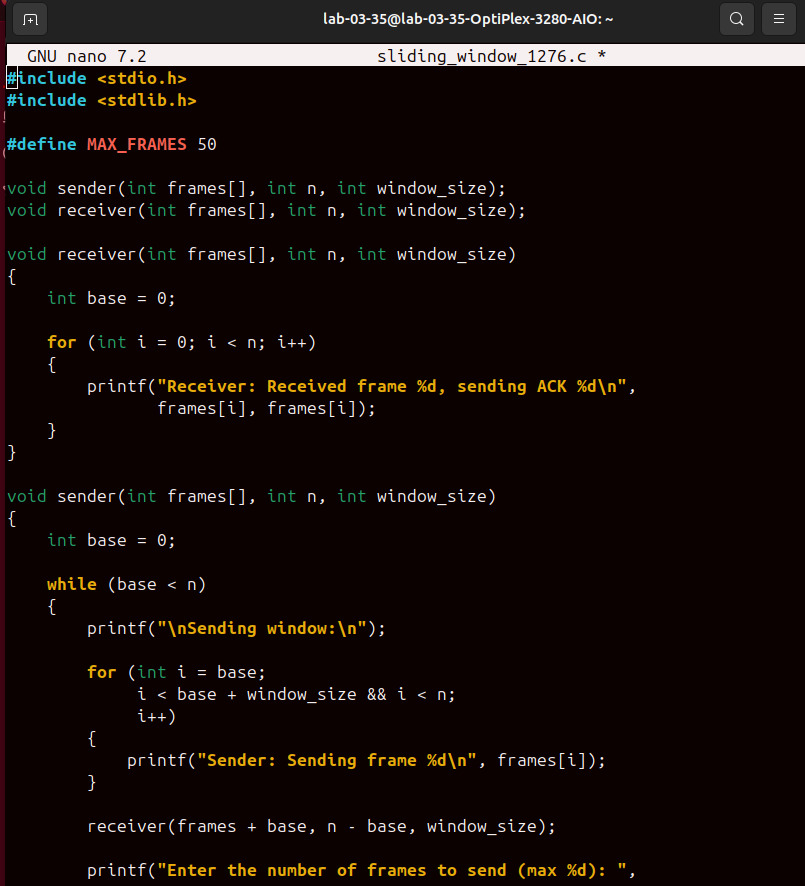 lab-03-35@lab-03-35-OptiPlex-3280-AIO: ~
GNU nano 7.2 sliding_window_1276.c *
#include <stdio.h>
#include <stdlib.h>

#define MAX_FRAMES 50

void sender(int frames[], int n, int window_size);
void receiver(int frames[], int n, int window_size);

void receiver(int frames[], int n, int window_size)
{
    int base = 0;

    for (int i = 0; i < n; i++)
    {
        printf("Receiver: Received frame %d, sending ACK %d\n",
               frames[i], frames[i]);
    }
}

void sender(int frames[], int n, int window_size)
{
    int base = 0;

    while (base < n)
    {
        printf("\nSending window:\n");

        for (int i = base;
             i < base + window_size && i < n;
             i++)
        {
            printf("Sender: Sending frame %d\n", frames[i]);
        }

        receiver(frames + base, n - base, window_size);

        printf("Enter the number of frames to send (max %d): ",